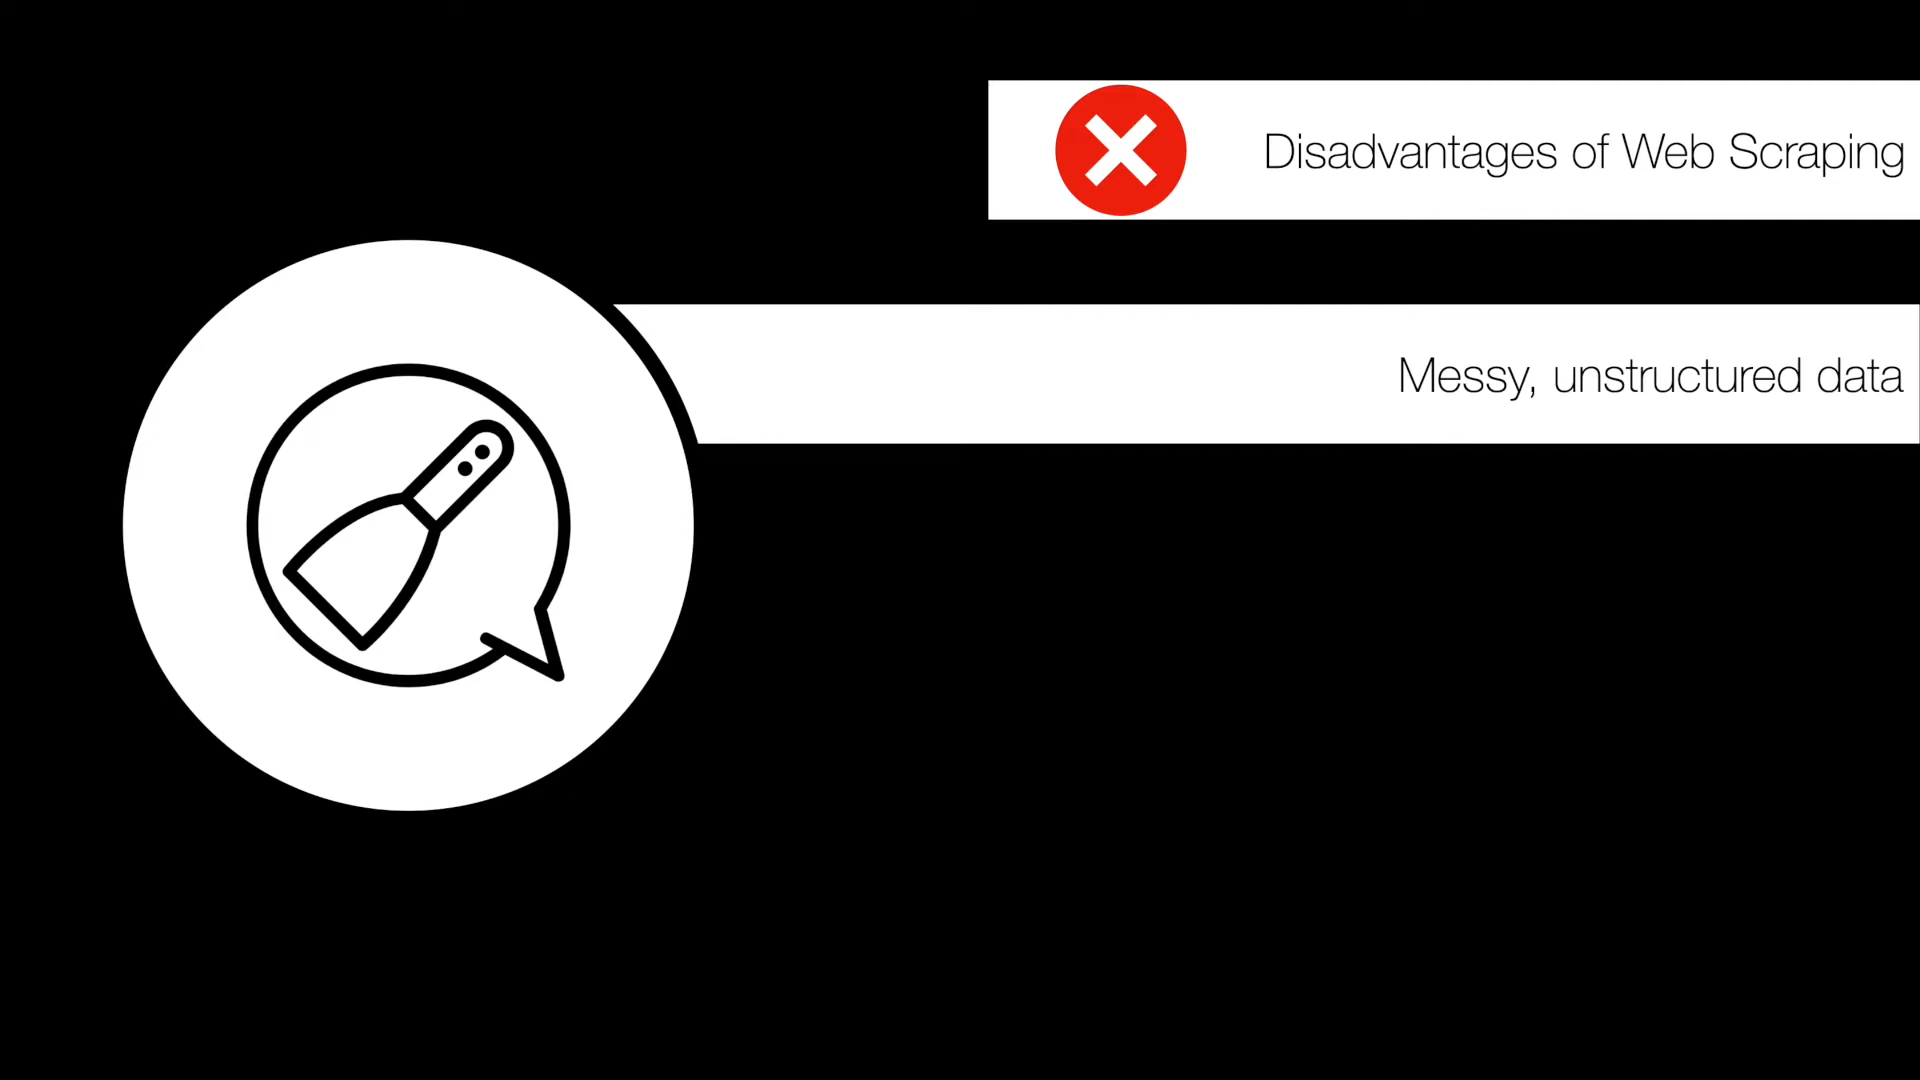 Disadvantages of Web Scraping
Messy, unstructured data